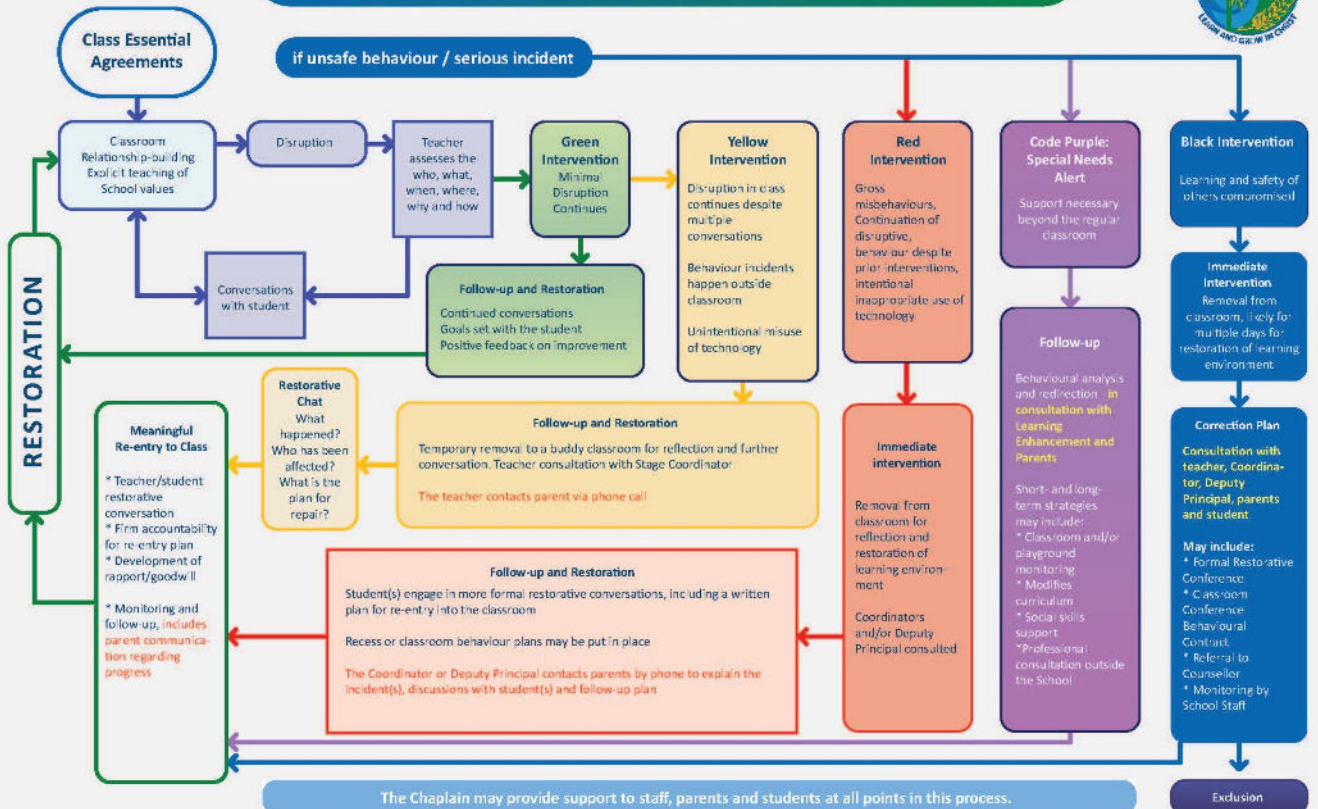 LEARN AND GROW IN CHRIST
Class Essential
Agreements
if unsafe behaviour / serious incident
Classroom
Relationship-building
Explicit teaching of
School values
Disruption
Teacher
assesses the
who, what,
when, where,
why and how
Conversations
with student
Green
Intervention
Minimal
Disruption
Continues
Follow-up and Restoration
Continued conversations
Goals set with the student
Positive feedback on improvement
Yellow
Intervention
Disruption in class
continues despite
multiple
conversations
Behaviour incidents
happen outside
classroom
Unintentional misuse
of technology
Red
Intervention
Gross
misbehaviours,
Continuation of
disruptive,
behaviour despite
prior interventions,
intentional
inappropriate use of
technology
Code Purple:
Special Needs
Alert
Support necessary
beyond the regular
classroom
Black Intervention
Learning and safety of
others compromised
Immediate
Intervention
Removal from
classroom, likely for
multiple days for
restoration of learning
environment
RESTORATION
Meaningful
Re-entry to Class
* Teacher/student
restorative
conversation
* Firm accountability
for re-entry plan
* Development of
rapport/goodwill
* Monitoring and
follow-up, includes
parent communica-
tion regarding
progress
Restorative
Chat
What
happened?
Who has been
affected?
What is the
plan for
repair?
Follow-up and Restoration
Temporary removal to a buddy classroom for reflection and further
conversation. Teacher consultation with Stage Coordinator
The teacher contacts parent via phone call
Follow-up and Restoration
Student(s) engage in more formal restorative conversations, including a written
plan for re-entry into the classroom
Recess or classroom behaviour plans may be put in place
The Coordinator or Deputy Principal contacts parents by phone to explain the
incident(s), discussions with student(s) and follow-up plan
Immediate
intervention
Removal from
classroom for
reflection and
restoration of
learning environ-
ment
Coordinators
and/or Deputy
Principal consulted
Follow-up
Behavioural analysis
and redirection - in
consultation with
Learning
Enhancement and
Parents
Short- and long-
term strategies
may include:
* Classroom and/or
playground
monitoring
* Modifies
curriculum
* Social skills
support
*Professional
consultation outside
the School
Correction Plan
Consultation with
teacher, Coordina-
tor, Deputy
Principal, parents
and student
May include:
* Formal Restorative
Conference
* Classroom
Conference
Behavioural
Contract
* Referral to
Counsellor
* Monitoring by
School Staff
The Chaplain may provide support to staff, parents and students at all points in this process.
Exclusion